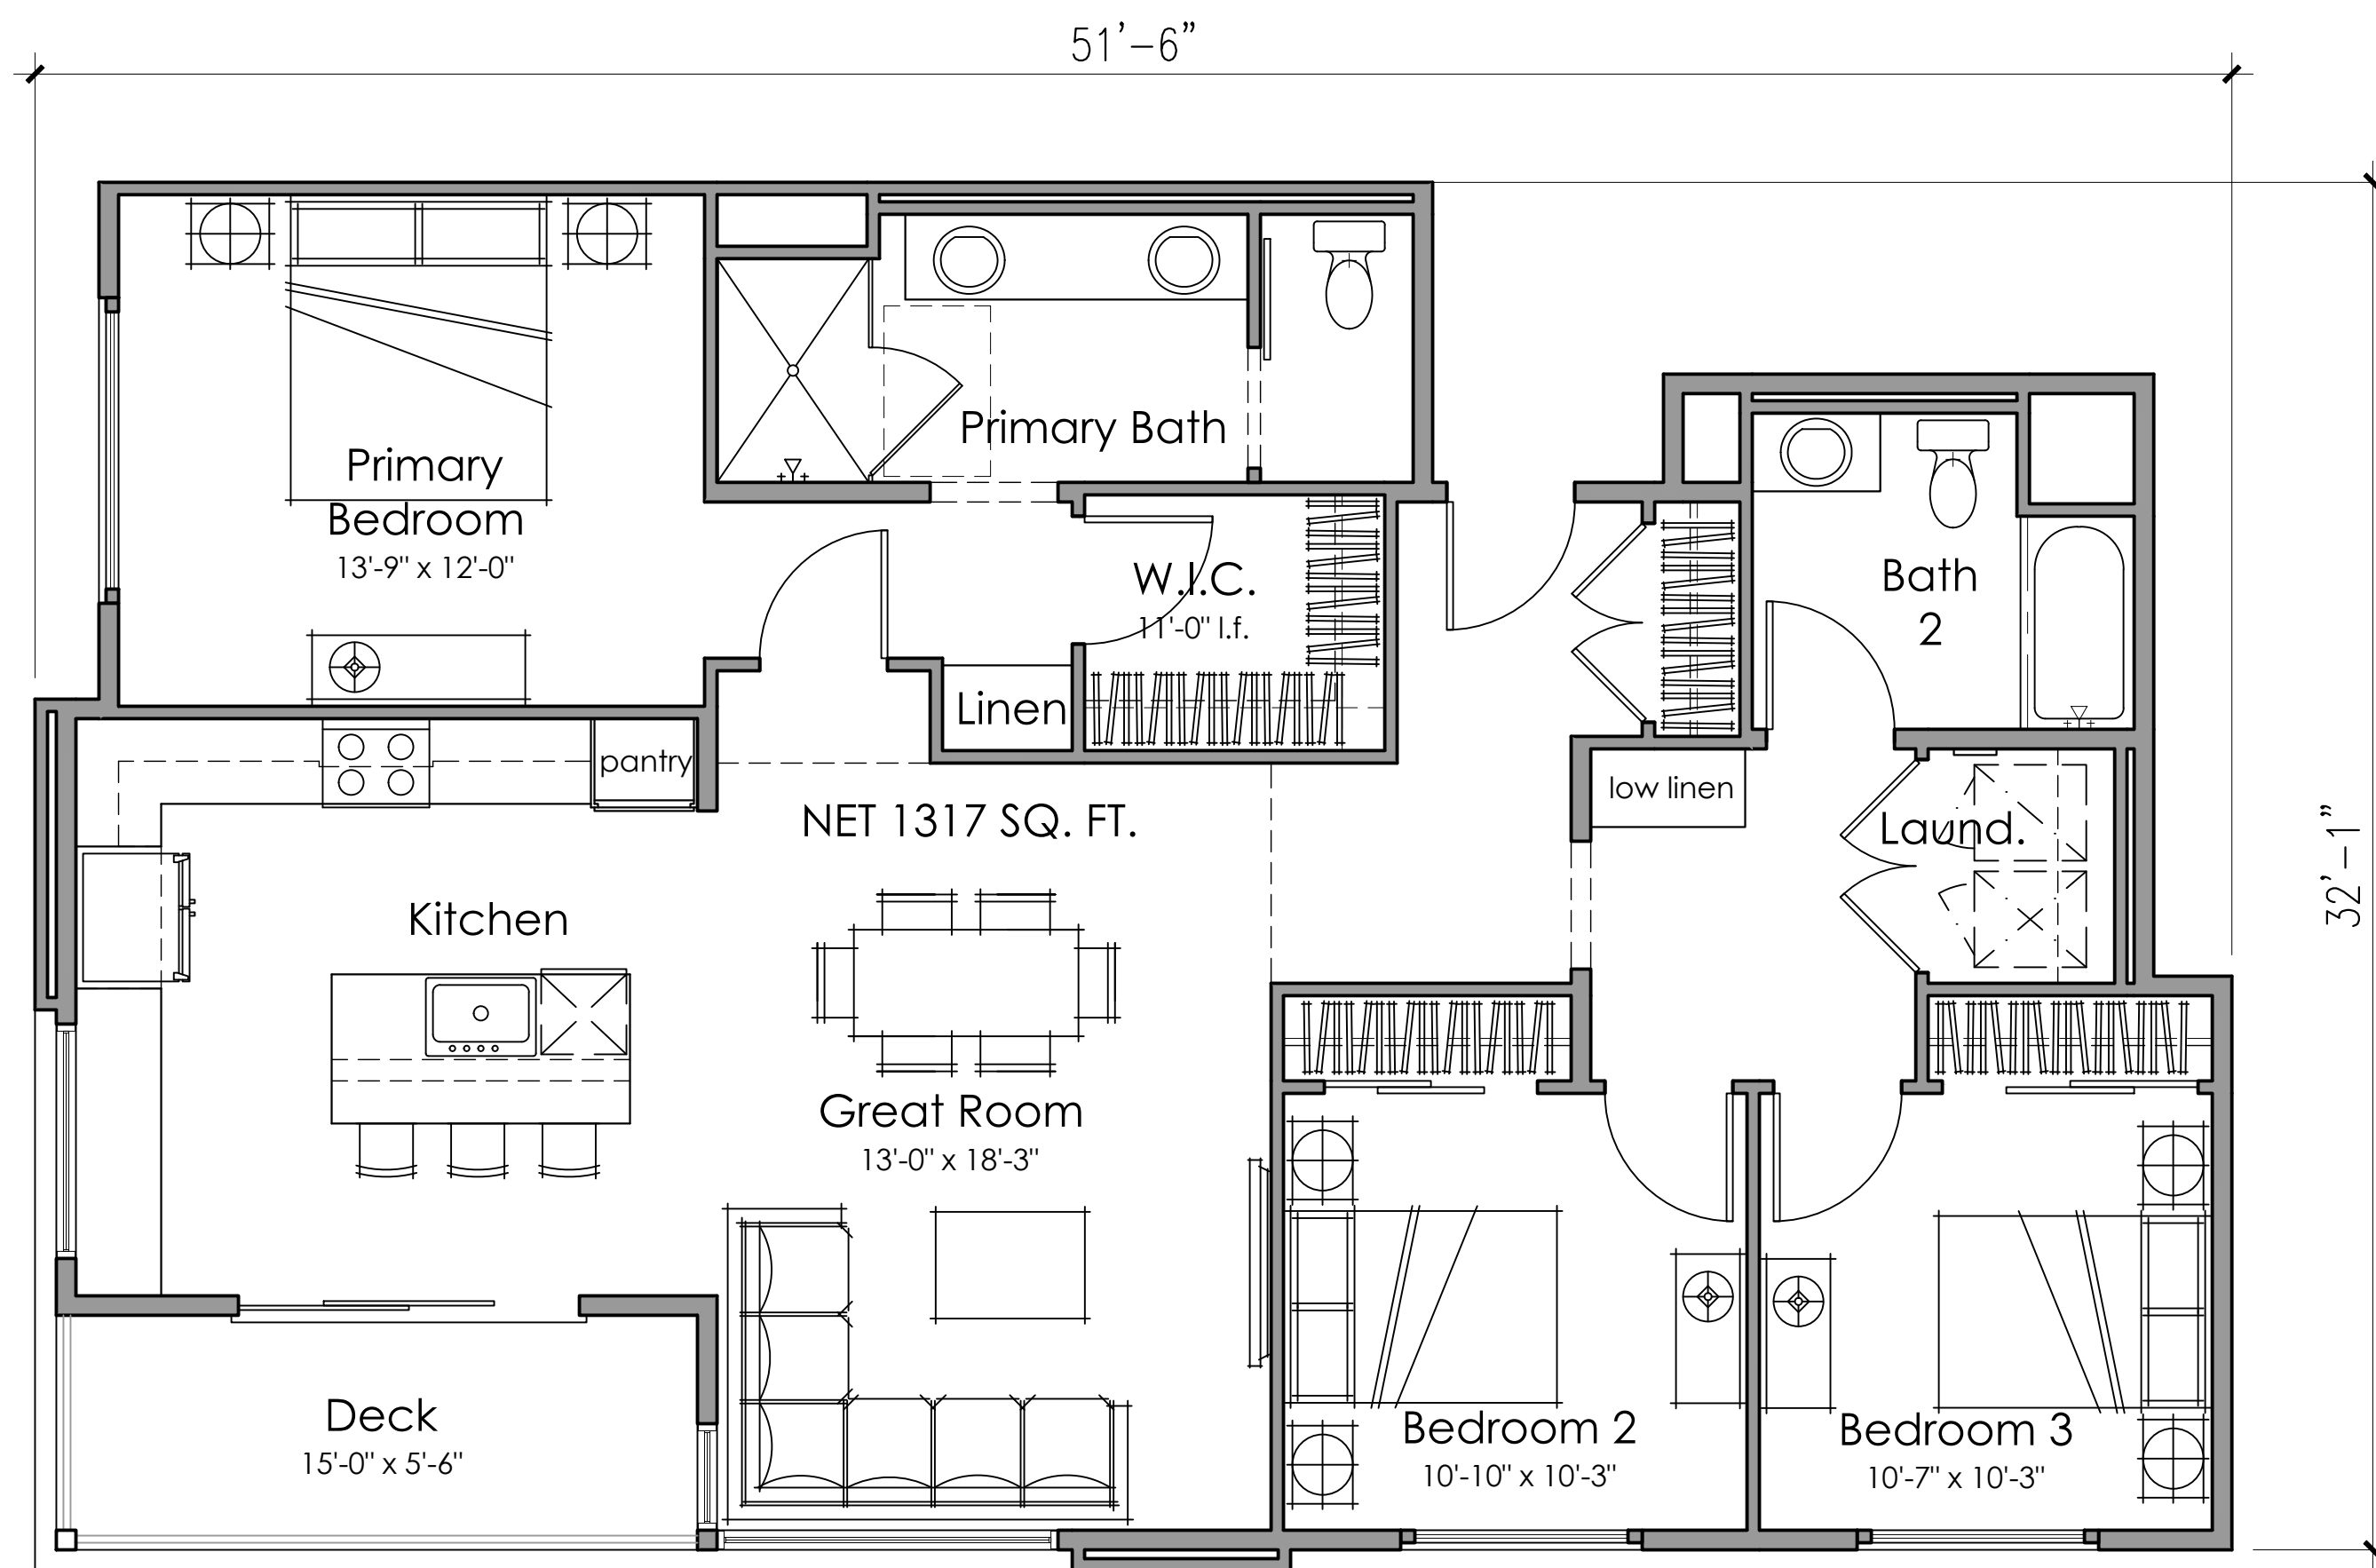 51'-6"
Primary
Bedroom
13'-9" x 12'-0"
Primary Bath
W.I.C.
11'-0" l.f.
Linen
Bath
2
pantry
low linen
Laund.
NET 1317 SQ. FT.
32'-1"
Kitchen
Great Room
13'-0" x 18'-3"
Deck
15'-0" x 5'-6"
Bedroom 2
10'-10" x 10'-3"
Bedroom 3
10'-7" x 10'-3"